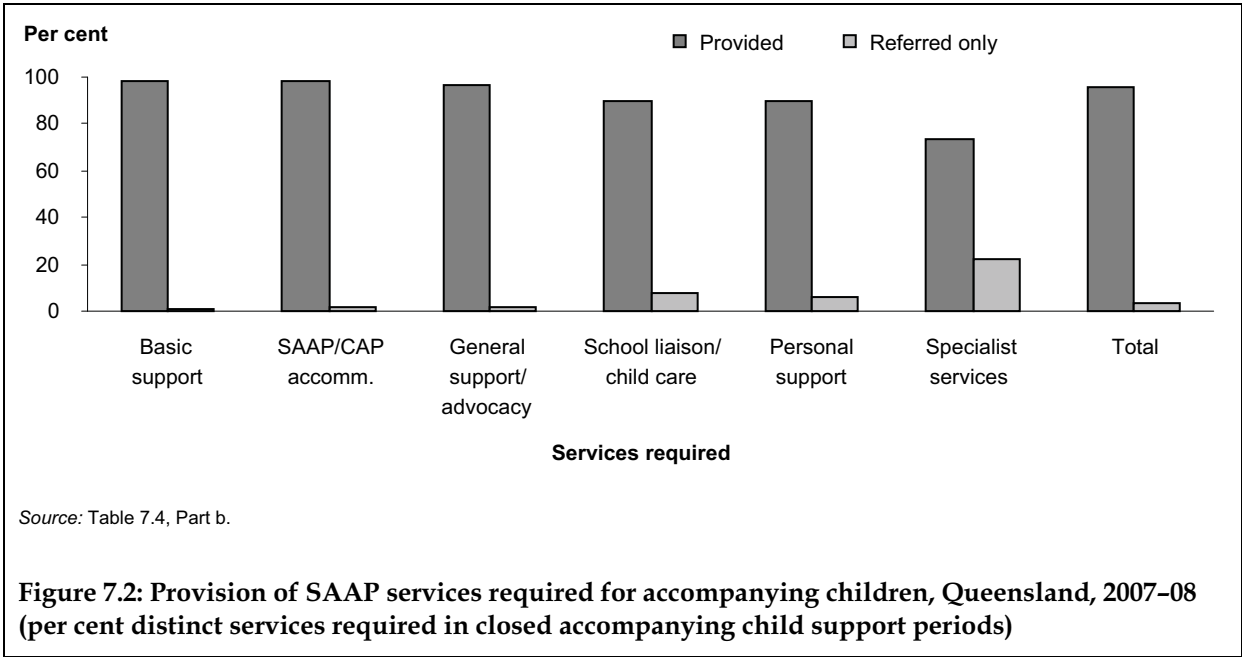 Per cent
Provided
Referred only
100
80
60
40
20
0
Basic support
SAAP/CAP accomm.
General support/ advocacy
School liaison/ child care
Personal support
Specialist services
Total
Services required
Source: Table 7.4, Part b.
Figure 7.2: Provision of SAAP services required for accompanying children, Queensland, 2007–08
(per cent distinct services required in closed accompanying child support periods)